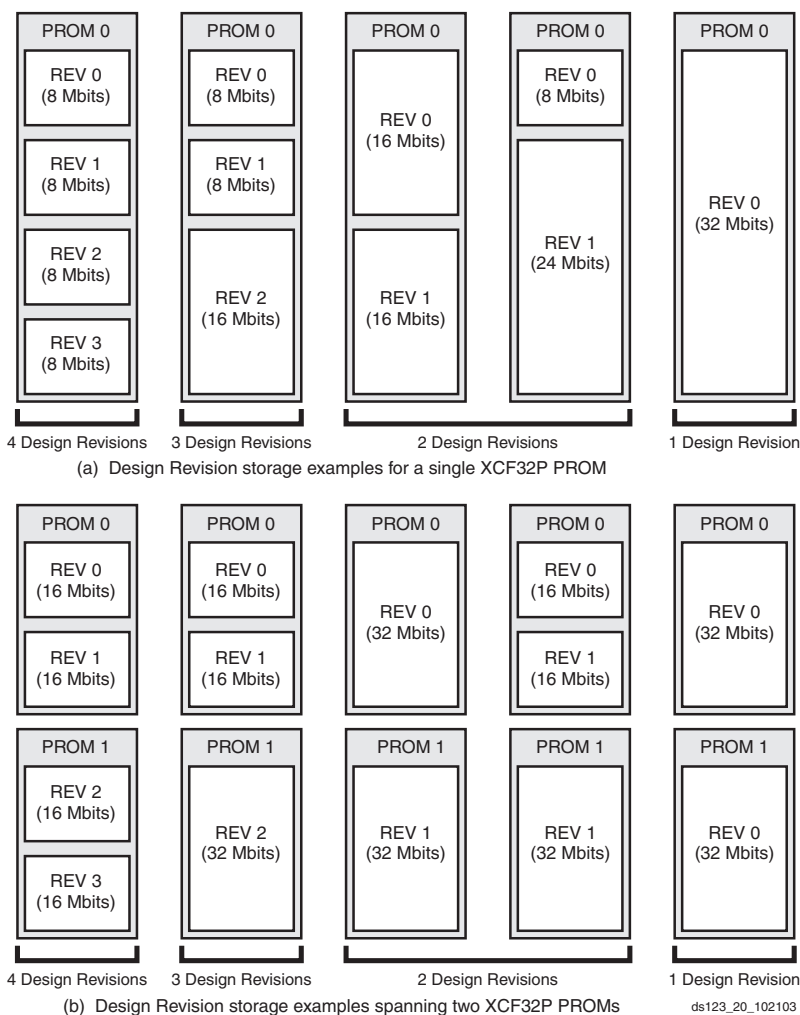 PROM 0
REV 0
(8 Mbits)
REV 1
(8 Mbits)
REV 2
(8 Mbits)
REV 3
(8 Mbits)
PROM 0
REV 0
(8 Mbits)
REV 1
(8 Mbits)
REV 2
(16 Mbits)
PROM 0
REV 0
(16 Mbits)
REV 1
(16 Mbits)
PROM 0
REV 0
(8 Mbits)
REV 1
(24 Mbits)
PROM 0
REV 0
(32 Mbits)
4 Design Revisions
3 Design Revisions
2 Design Revisions
1 Design Revision
(a) Design Revision storage examples for a single XCF32P PROM
PROM 0
REV 0
(16 Mbits)
REV 1
(16 Mbits)
PROM 0
REV 0
(16 Mbits)
REV 1
(16 Mbits)
PROM 0
REV 0
(32 Mbits)
PROM 0
REV 0
(16 Mbits)
REV 1
(16 Mbits)
PROM 0
REV 0
(32 Mbits)
PROM 1
REV 2
(16 Mbits)
REV 3
(16 Mbits)
PROM 1
REV 2
(32 Mbits)
PROM 1
REV 1
(32 Mbits)
PROM 1
REV 1
(32 Mbits)
PROM 1
REV 0
(32 Mbits)
4 Design Revisions
3 Design Revisions
2 Design Revisions
1 Design Revision
(b) Design Revision storage examples spanning two XCF32P PROMs
ds123_20_102103